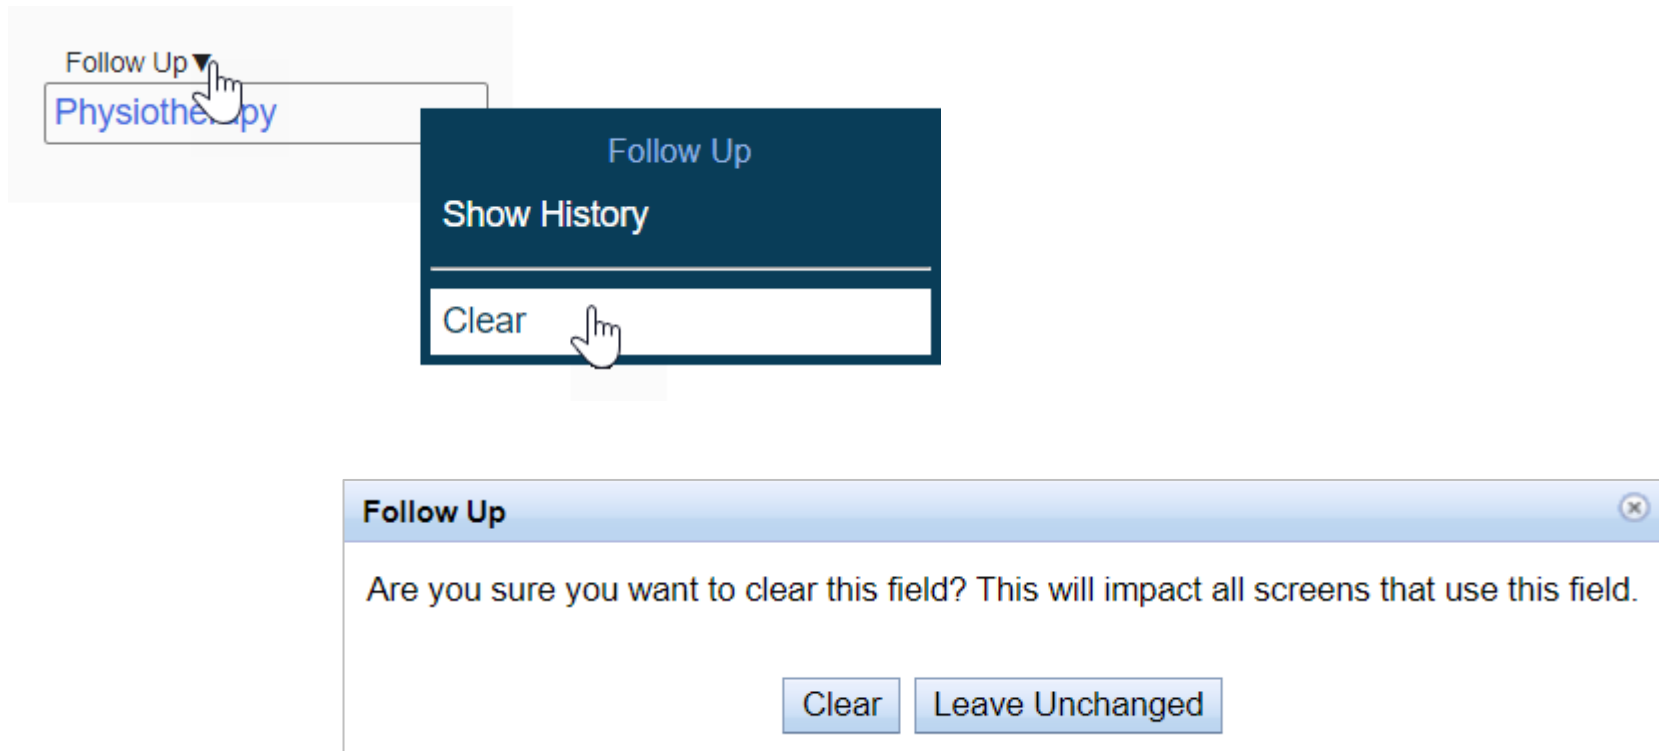 Follow Up▼
Physiotherapy
Follow Up
Show History
Clear
Follow Up
Are you sure you want to clear this field? This will impact all screens that use this field.
Clear Leave Unchanged